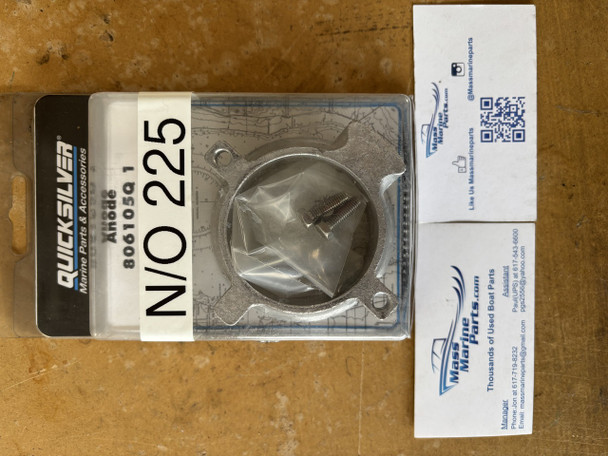 QUICKSILVER®
Marine Parts & Accessories
Anode
806105Q 1
N/O 225
Mass
Marine
Parts.com
@Massmarineparts
Like Us Massmarineparts
Mass
Marine
Parts.com
Thousands of Used Boat Parts
Manager
Phone:Jon at 617-719-8232
Email: massmarineparts@gmail.com
Assistant
Paul(UPS) at 617-543-6600
pgs2556@yahoo.com